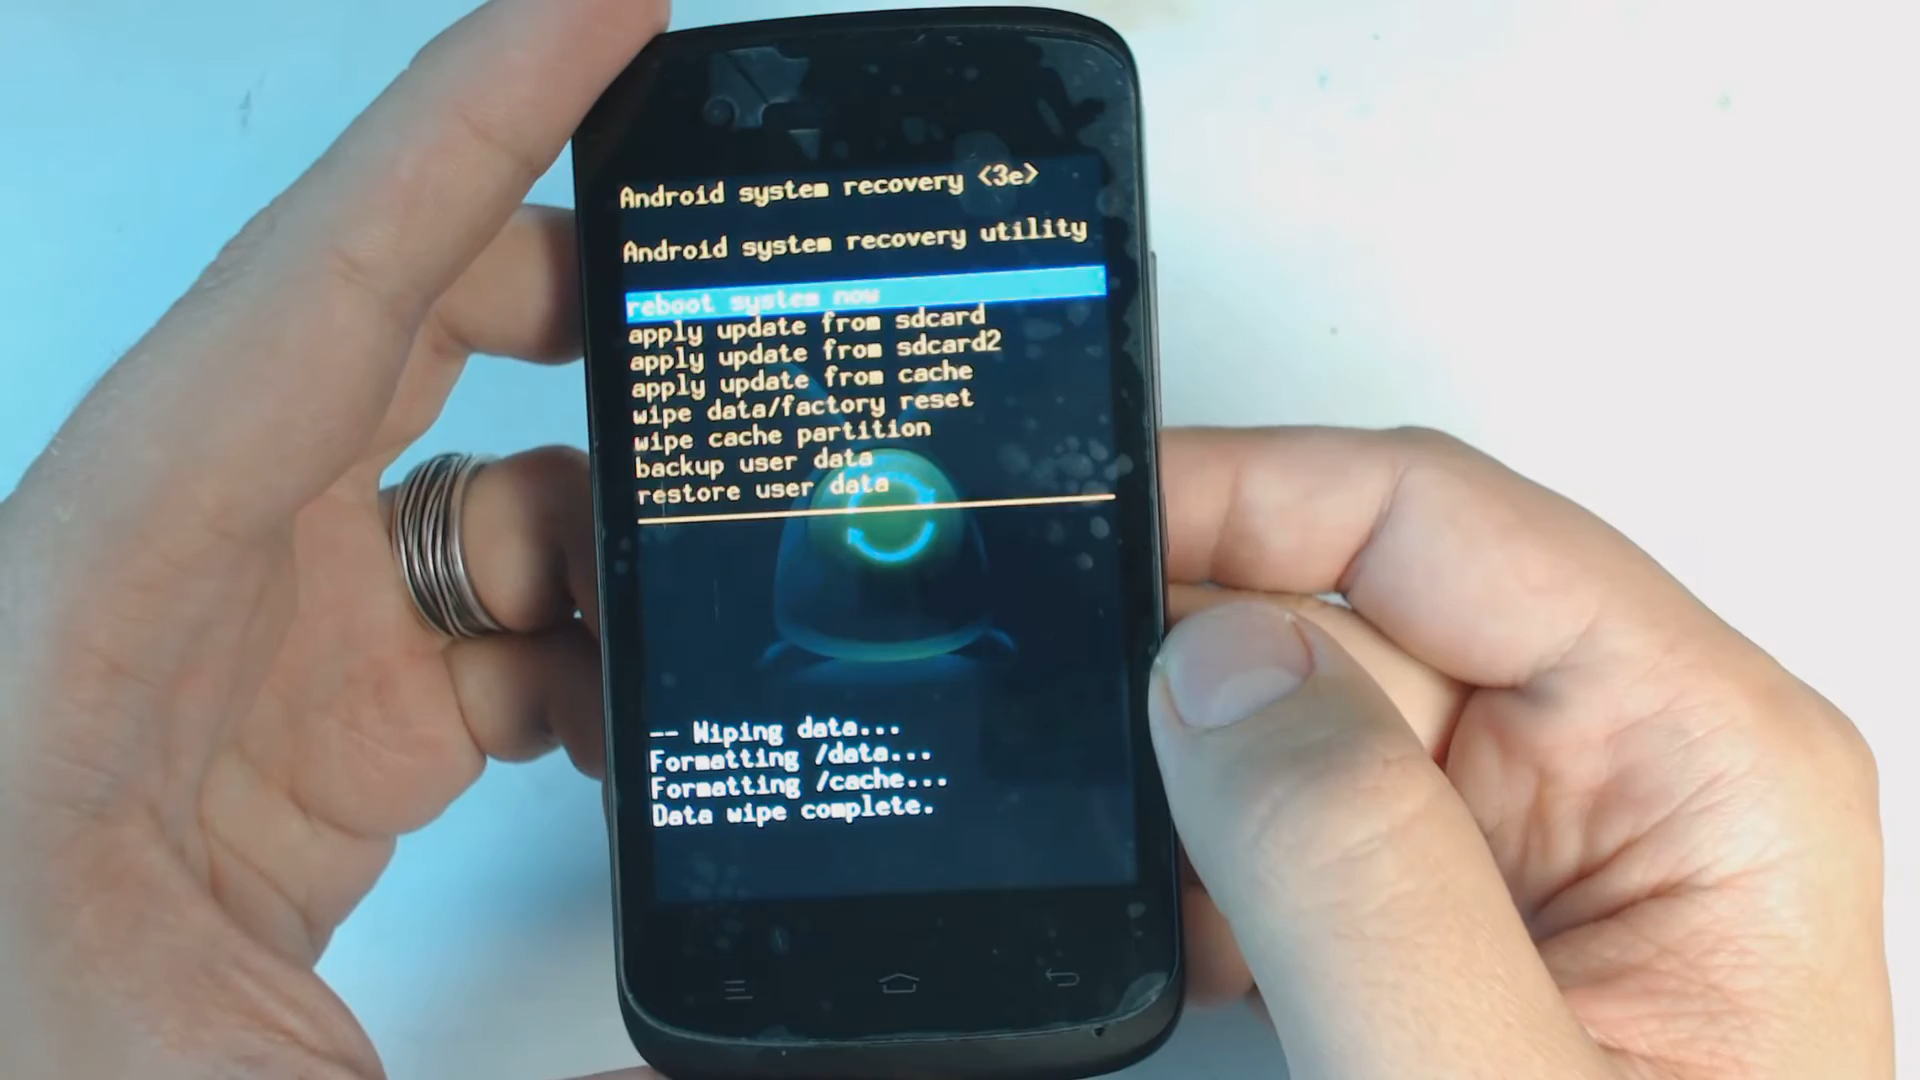 Android system recovery <3e>
Android system recovery utility
reboot system now
apply update from sdcard
apply update from sdcard2
apply update from cache
wipe data/factory reset
wipe cache partition
backup user data
restore user data
-- Wiping data...
Formatting /data...
Formatting /cache...
Data wipe complete.